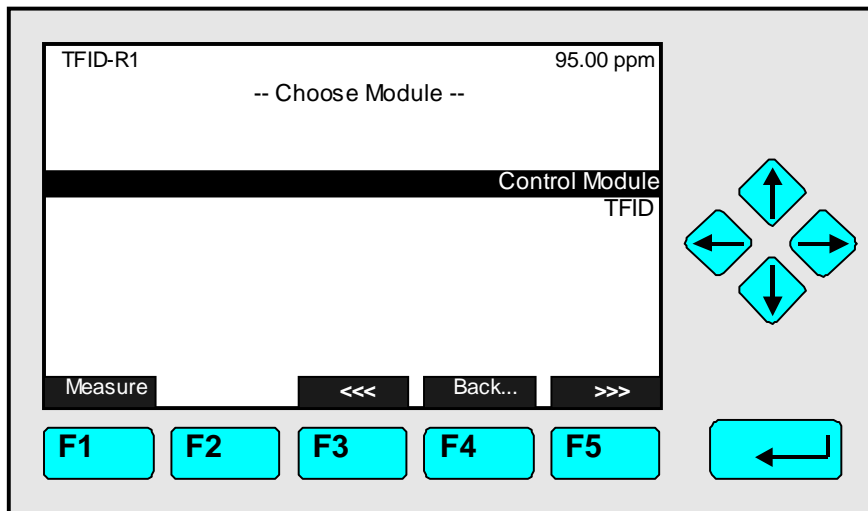 TFID-R1 95.00 ppm
-- Choose Module --
Control Module
TFID
Measure <<< Back... >>>
F1 F2 F3 F4 F5